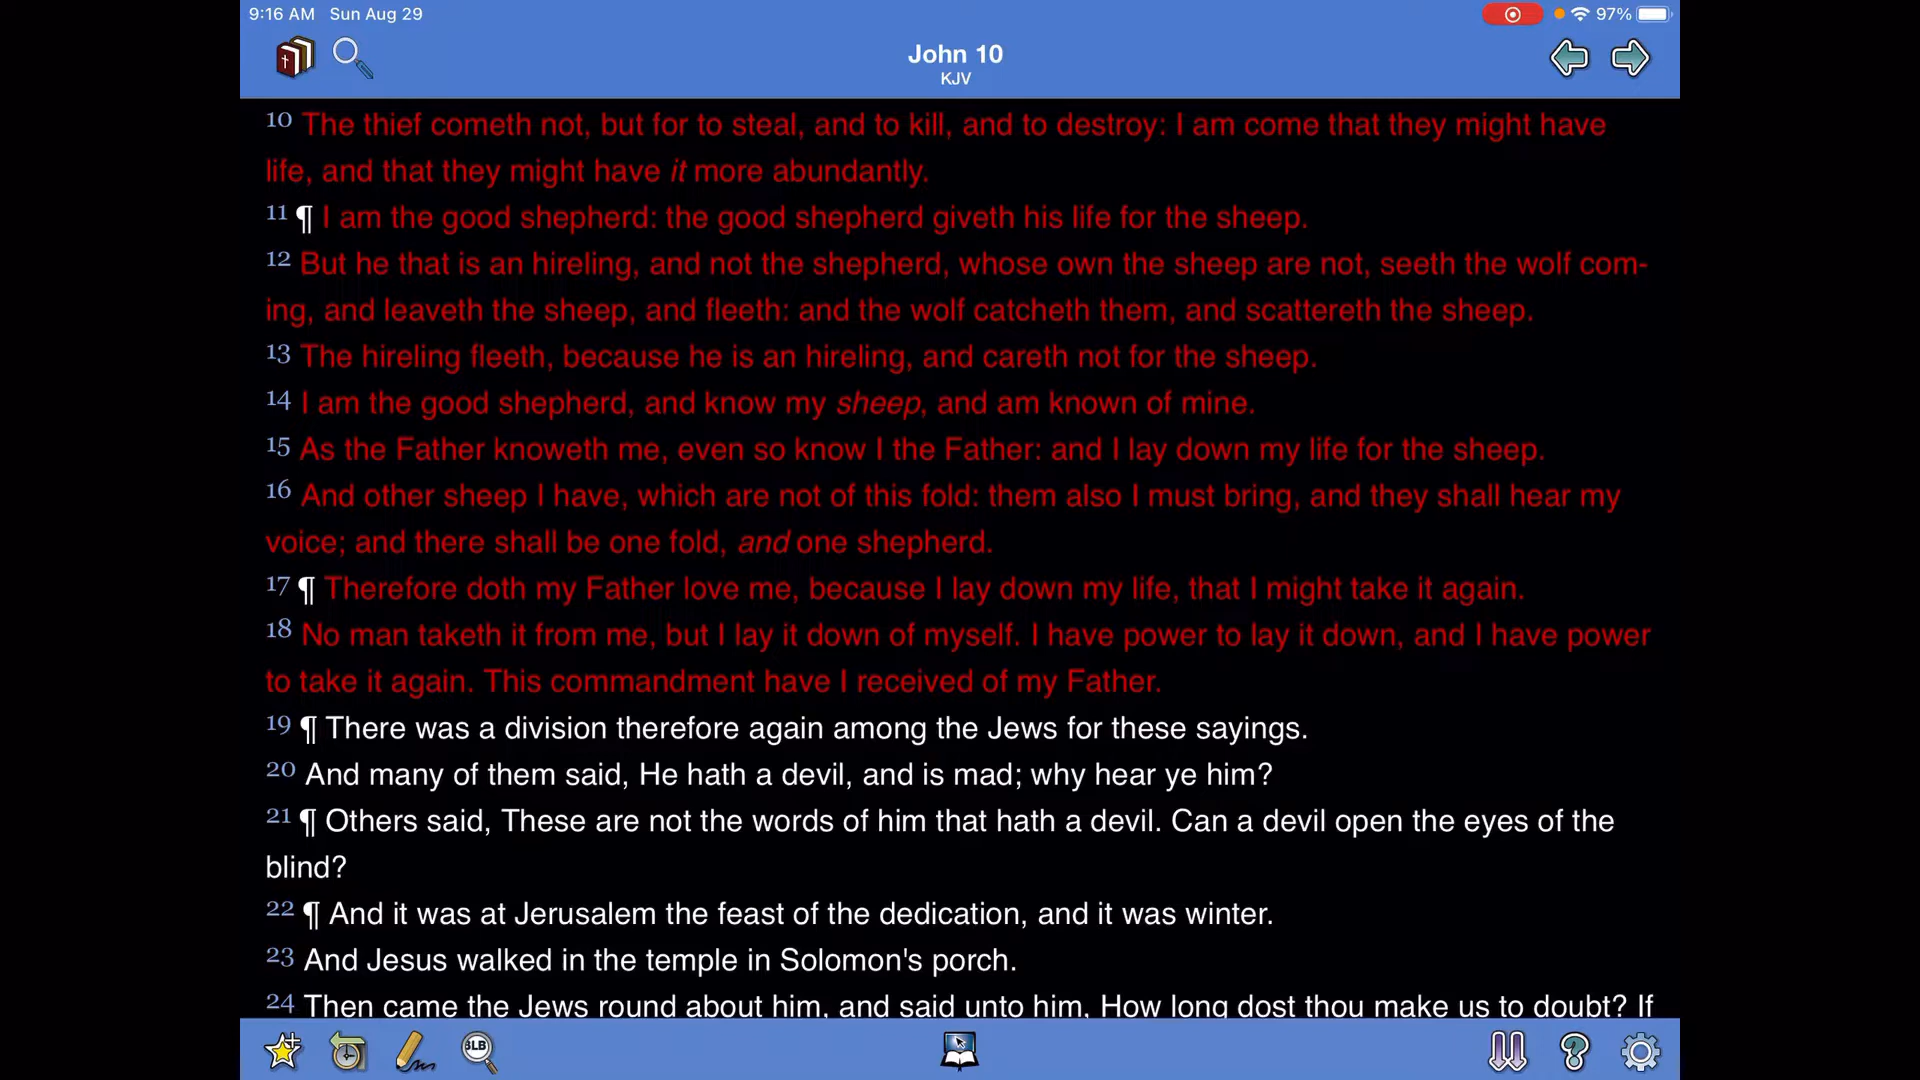 9:16 AM Sun Aug 29
97%
John 10
KJV
10 The thief cometh not, but for to steal, and to kill, and to destroy: I am come that they might have
life, and that they might have it more abundantly.
11 ¶ I am the good shepherd: the good shepherd giveth his life for the sheep.
12 But he that is an hireling, and not the shepherd, whose own the sheep are not, seeth the wolf com-
ing, and leaveth the sheep, and fleeth: and the wolf catcheth them, and scattereth the sheep.
13 The hireling fleeth, because he is an hireling, and careth not for the sheep.
14 I am the good shepherd, and know my sheep, and am known of mine.
15 As the Father knoweth me, even so know I the Father: and I lay down my life for the sheep.
16 And other sheep I have, which are not of this fold: them also I must bring, and they shall hear my
voice; and there shall be one fold, and one shepherd.
17 ¶ Therefore doth my Father love me, because I lay down my life, that I might take it again.
18 No man taketh it from me, but I lay it down of myself. I have power to lay it down, and I have power
to take it again. This commandment have I received of my Father.
19 ¶ There was a division therefore again among the Jews for these sayings.
20 And many of them said, He hath a devil, and is mad; why hear ye him?
21 ¶ Others said, These are not the words of him that hath a devil. Can a devil open the eyes of the
blind?
22 ¶ And it was at Jerusalem the feast of the dedication, and it was winter.
23 And Jesus walked in the temple in Solomon's porch.
24 Then came the Jews round about him, and said unto him, How long dost thou make us to doubt? If
BLB